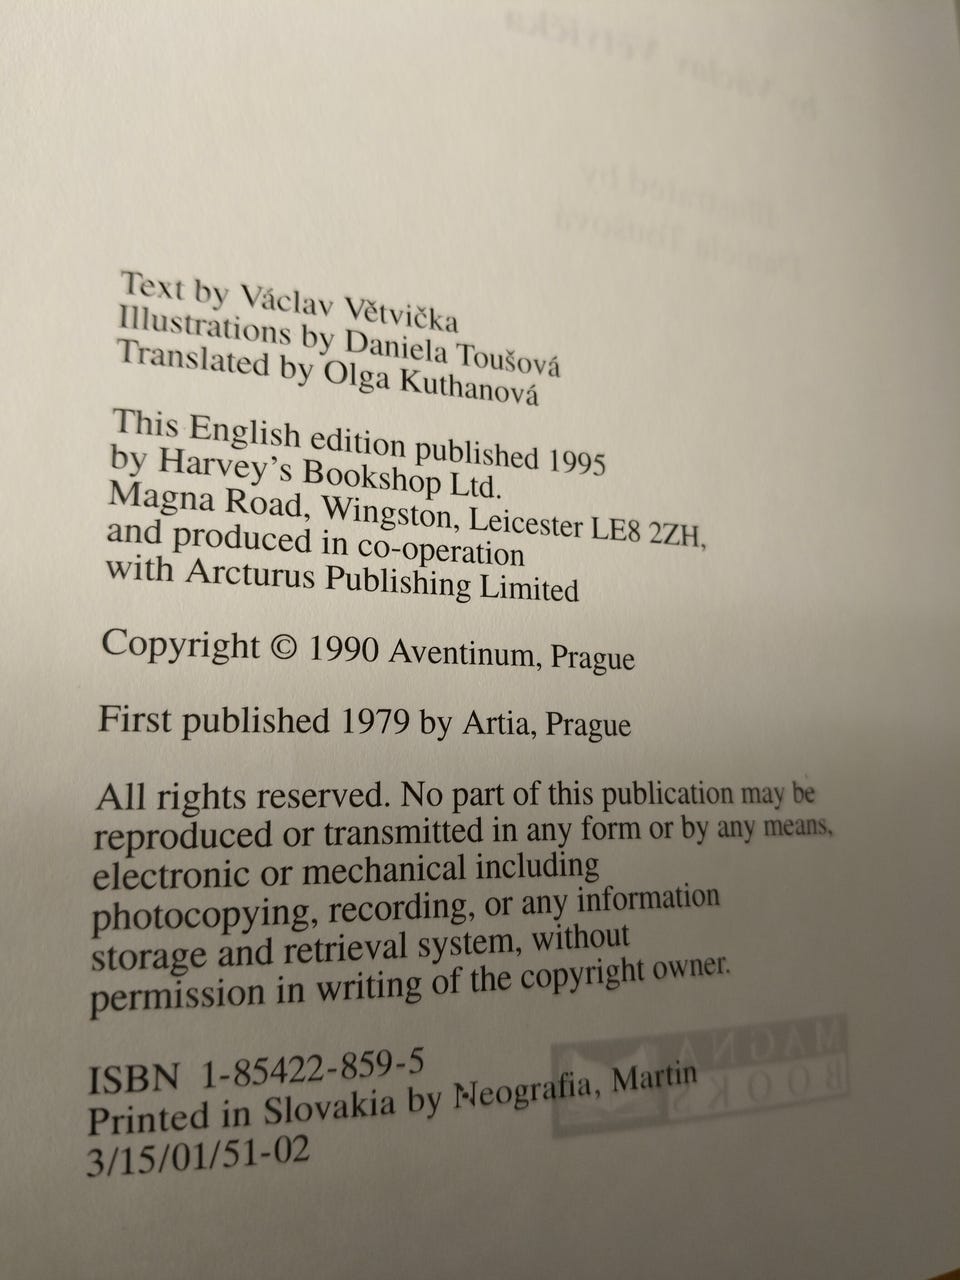 Text by Václav Větvička
Illustrations by Daniela Toušová
Translated by Olga Kuthanová
This English edition published 1995
by Harvey's Bookshop Ltd.
Magna Road, Wingston, Leicester LE8 2ZH,
and produced in co-operation
with Arcturus Publishing Limited
Copyright © 1990 Aventinum, Prague
First published 1979 by Artia, Prague
All rights reserved. No part of this publication may be
reproduced or transmitted in any form or by any means,
electronic or mechanical including
photocopying, recording, or any information
storage and retrieval system, without
permission in writing of the copyright owner.
ISBN 1-85422-859-5
Printed in Slovakia by Neografia, Martin
3/15/01/51-02
MAGNA
BOOKS